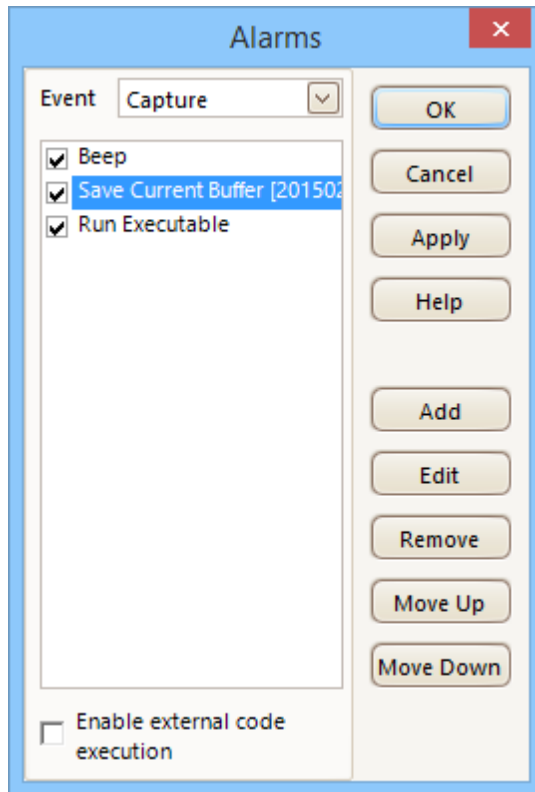 Alarms
Event Capture
Beep
Save Current Buffer [201502
Run Executable
Enable external code
execution
OK
Cancel
Apply
Help
Add
Edit
Remove
Move Up
Move Down